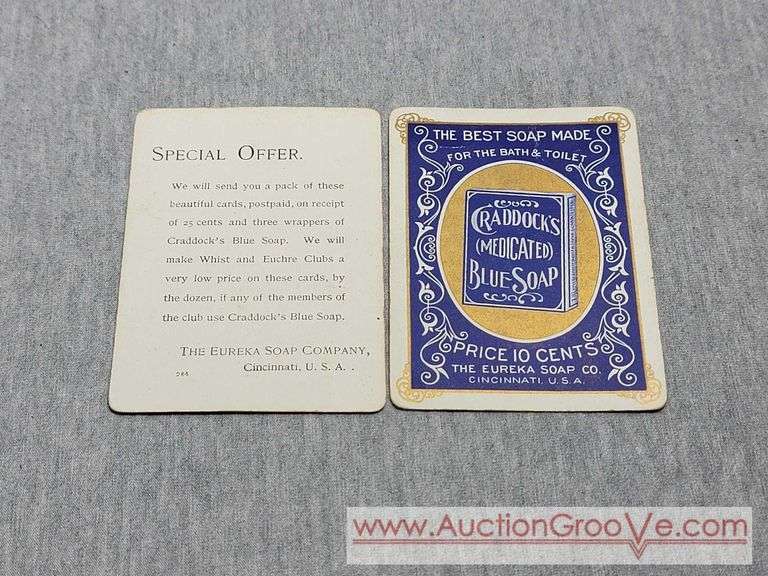 SPECIAL OFFER.
We will send you a pack of these
beautiful cards, postpaid, on receipt
of 25 cents and three wrappers of
Craddock's Blue Soap. We will
make Whist and Euchre Clubs a
very low price on these cards, by
the dozen, if any of the members of
the club use Craddock's Blue Soap.
THE EUREKA SOAP COMPANY,
Cincinnati, U. S. A. .
THE BEST SOAP MADE
FOR THE BATH & TOILET
CRADDOCK'S
(MEDICATED)
BLUE SOAP
PRICE 10 CENTS
THE EUREKA SOAP CO.
CINCINNATI, U.S.A.
www.AuctionGrooVe.com